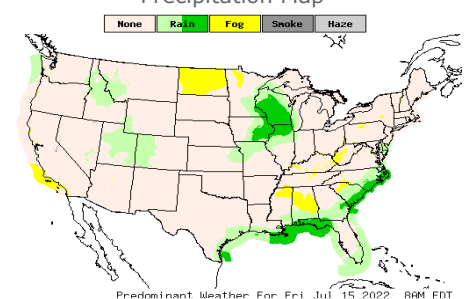 Precipitation Map
None Rain Fog Smoke Haze
Predominant Weather For Fri Jul 15 2022 8AM EDT